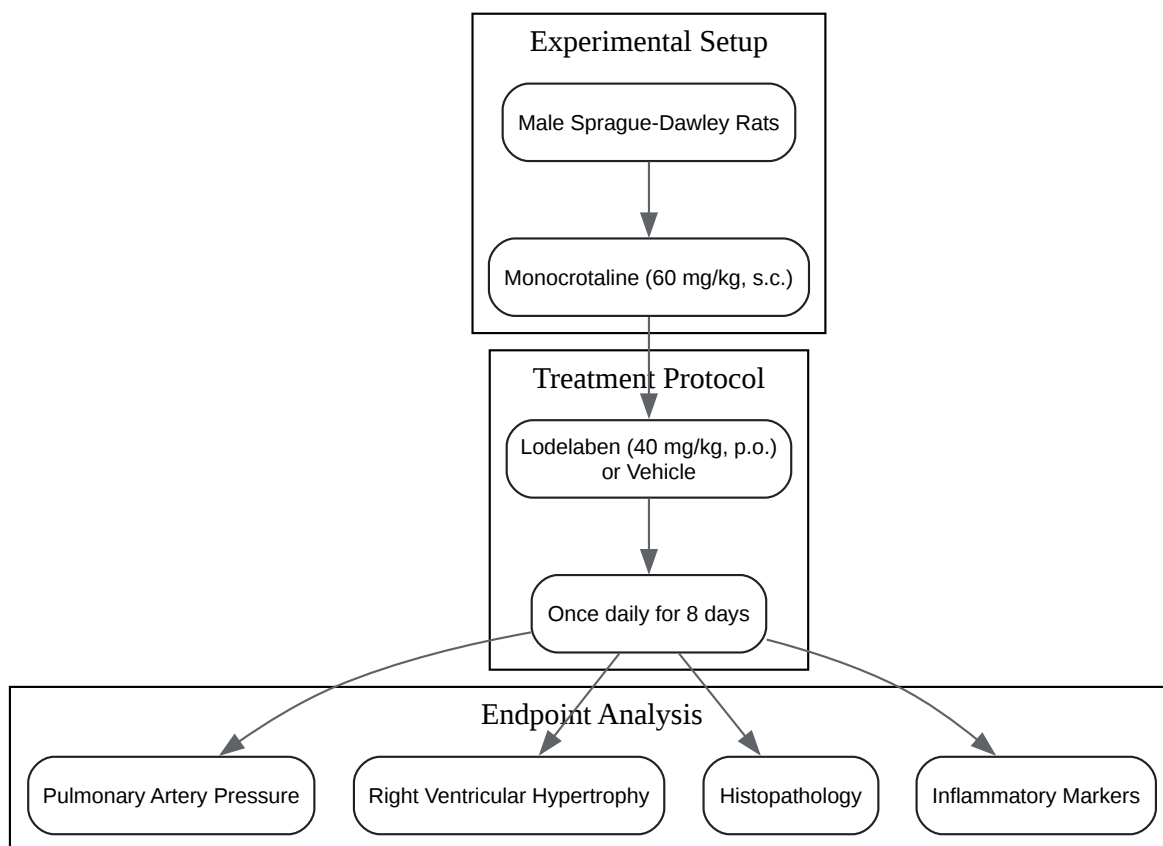 Experimental Setup
Male Sprague-Dawley Rats
Monocrotaline (60 mg/kg, s.c.)
Treatment Protocol
Lodelaben (40 mg/kg, p.o.)
or Vehicle
Once daily for 8 days
Endpoint Analysis
Pulmonary Artery Pressure
Right Ventricular Hypertrophy
Histopathology
Inflammatory Markers